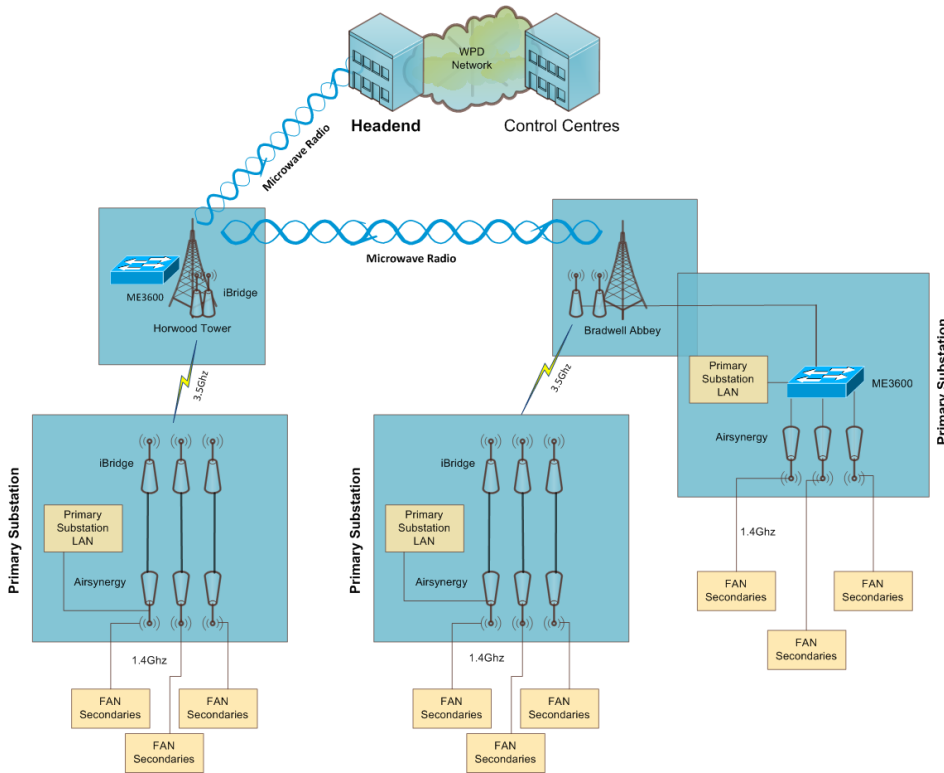 WPD
Network
Headend
Control Centres
Microwave Radio
Microwave Radio
ME3600
iBridge
Horwood Tower
Bradwell Abbey
3.5Ghz
3.5Ghz
Primary
Substation
LAN
ME3600
Airsynergy
Primary Substation
1.4Ghz
FAN
Secondaries
FAN
Secondaries
FAN
Secondaries
Primary Substation
iBridge
Primary
Substation
LAN
Airsynergy
1.4Ghz
FAN
Secondaries
FAN
Secondaries
FAN
Secondaries
Primary Substation
iBridge
Primary
Substation
LAN
Airsynergy
1.4Ghz
FAN
Secondaries
FAN
Secondaries
FAN
Secondaries